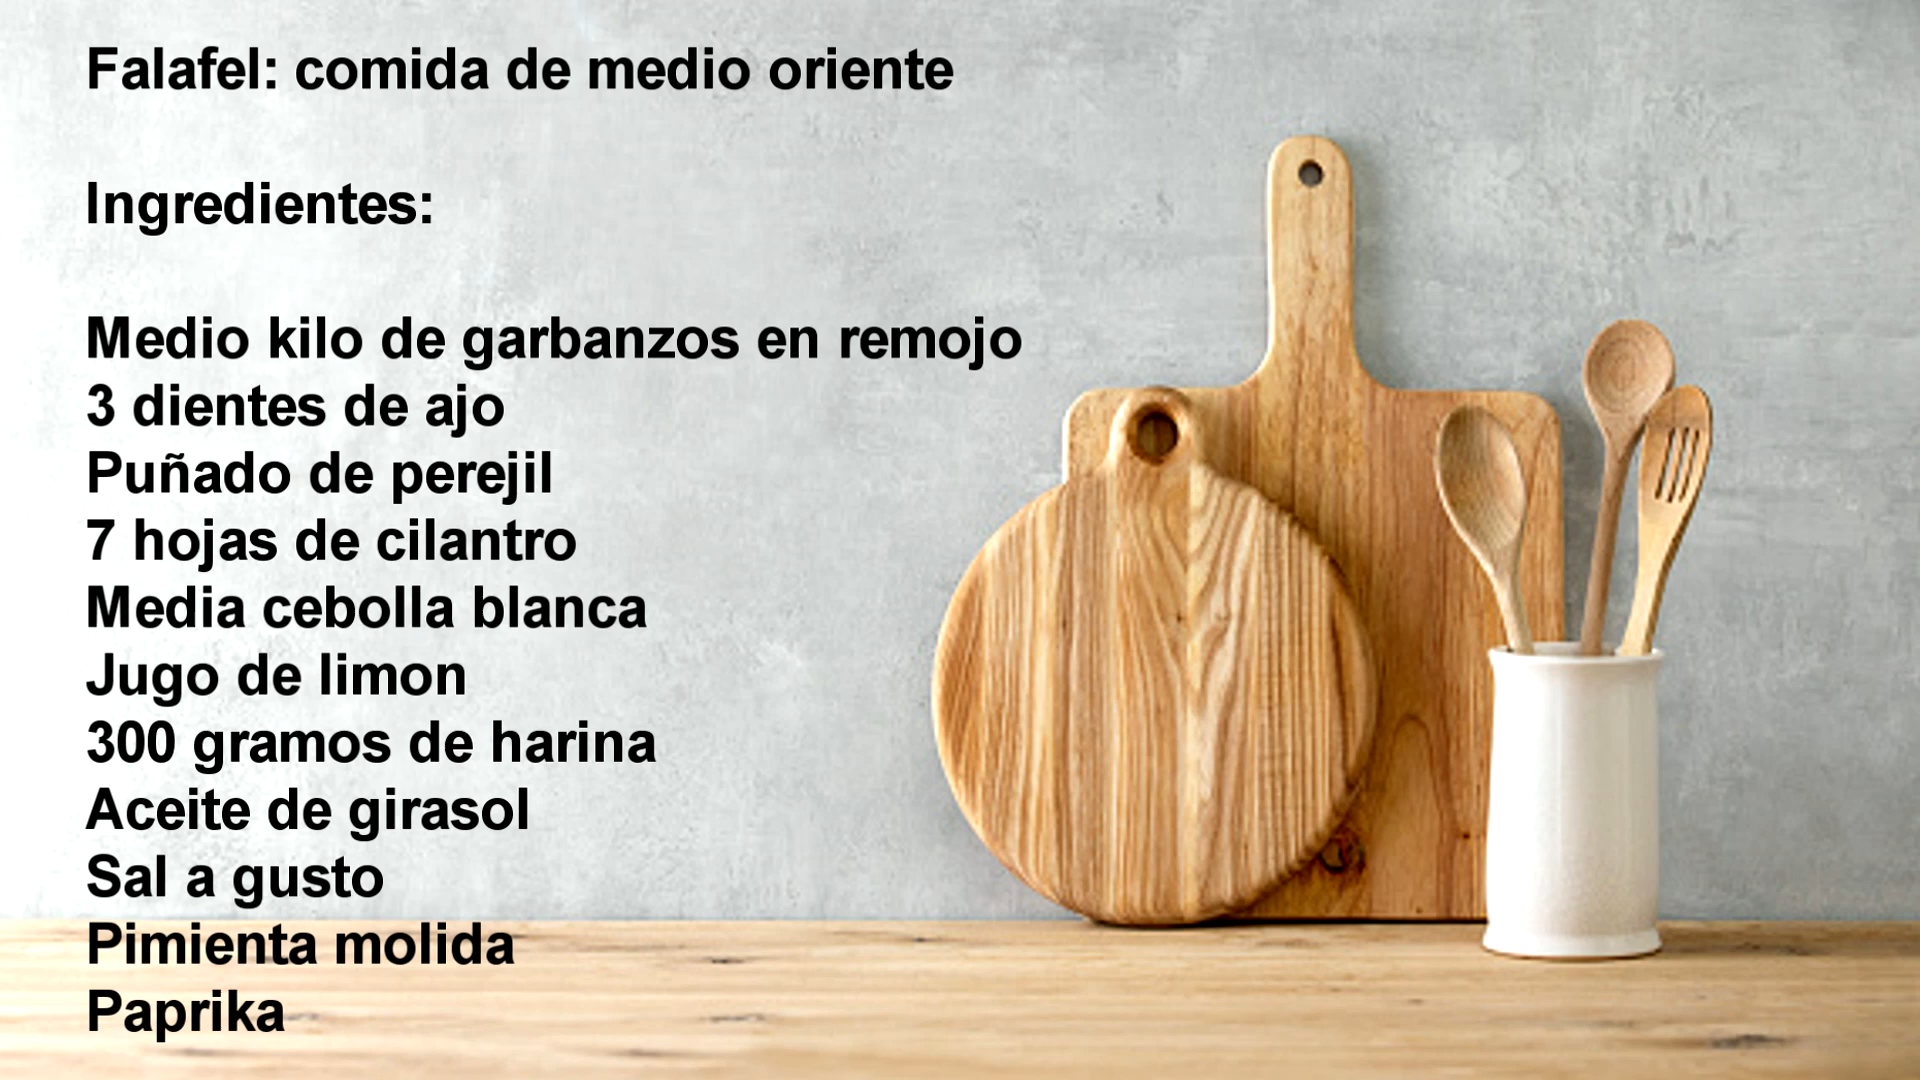 Falafel: comida de medio oriente
Ingredientes:
Medio kilo de garbanzos en remojo
3 dientes de ajo
Puñado de perejil
7 hojas de cilantro
Media cebolla blanca
Jugo de limon
300 gramos de harina
Aceite de girasol
Sal a gusto
Pimienta molida
Paprika